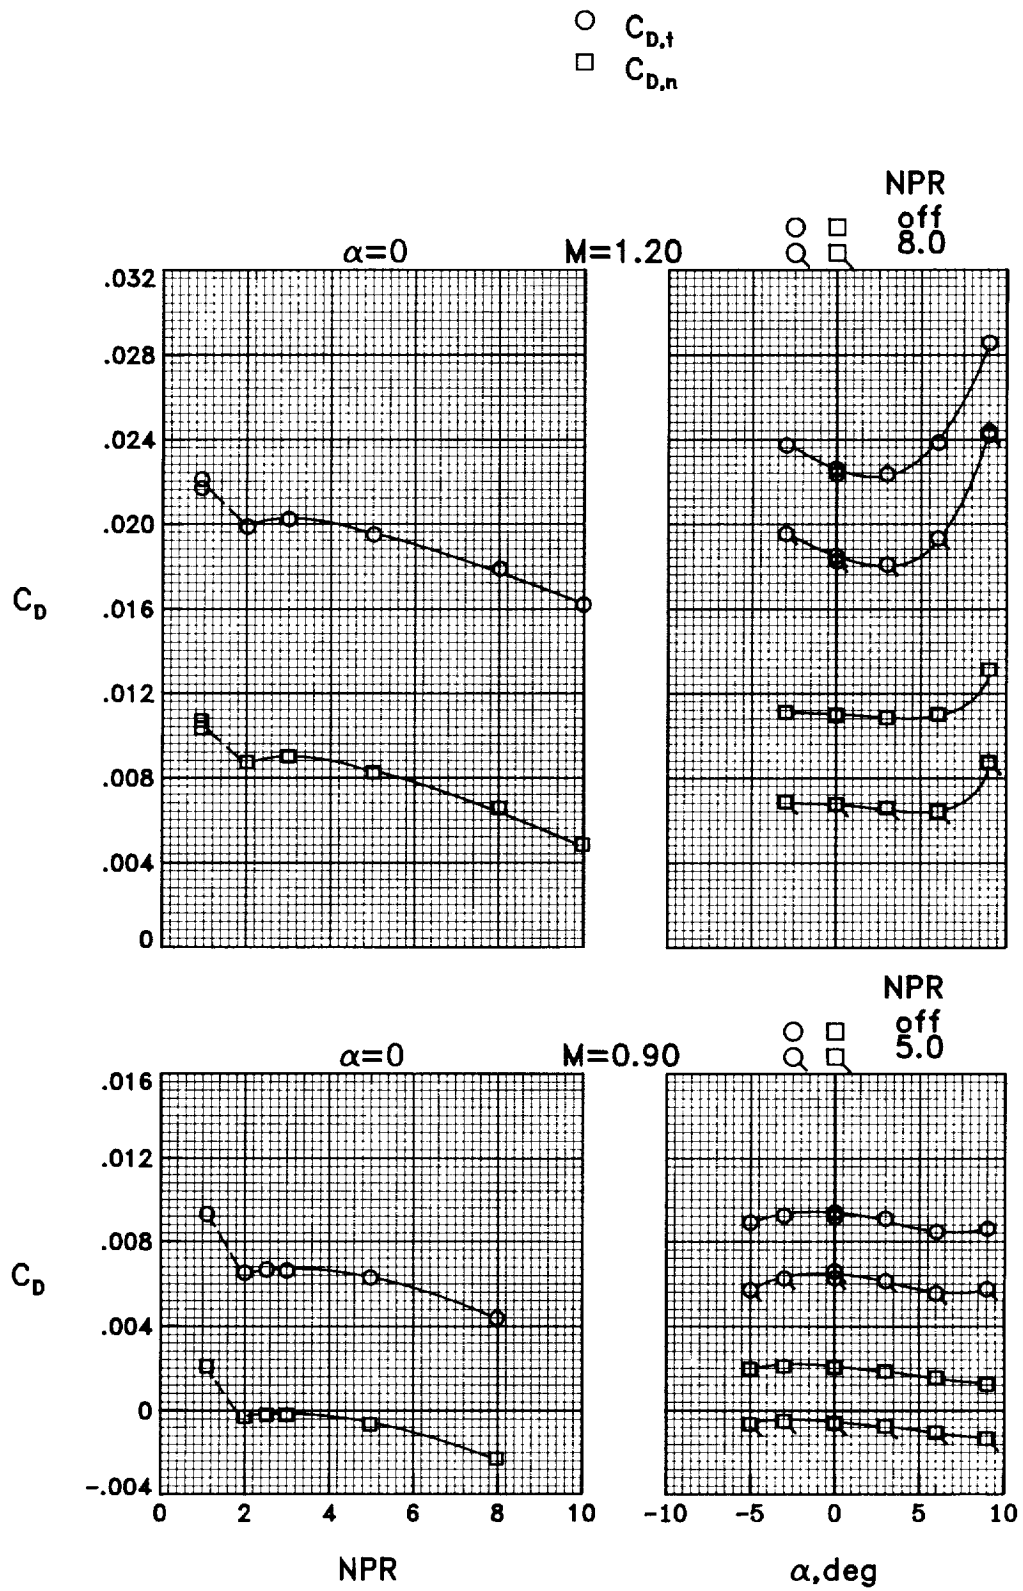 C_D,t
C_D,n
NPR
off
8.0
α=0 M=1.20
.032
.028
.024
.020
.016
.012
.008
.004
0
C_D
NPR
off
5.0
α=0 M=0.90
.016
.012
.008
.004
0
-.004
C_D
0 2 4 6 8 10
-10 -5 0 5 10
NPR
α,deg